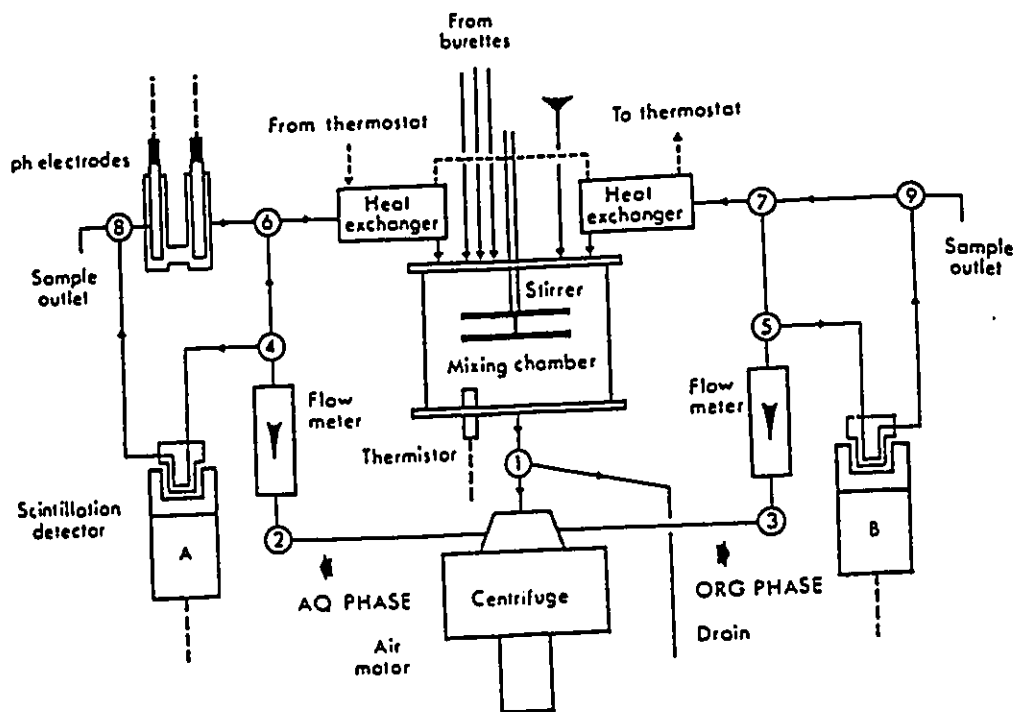 From
burettes
From thermostat
To thermostat
ph electrodes
8
6
Heat
exchanger
Heat
exchanger
7
9
Sample
outlet
Sample
outlet
Stirrer
4
Mixing chamber
5
Flow
meter
Flow
meter
Thermistor
1
Scintillation
detector
A
2
3
B
AQ PHASE
Centrifuge
ORG PHASE
Air
motor
Drain